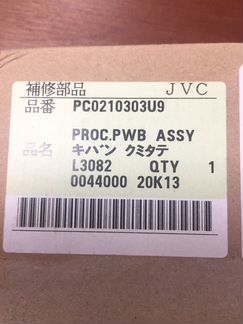 補修部品 JVC
品番 PC0210303U9
PROC.PWB ASSY
品名 キバン クミタテ
L3082 QTY 1
0044000 20K13